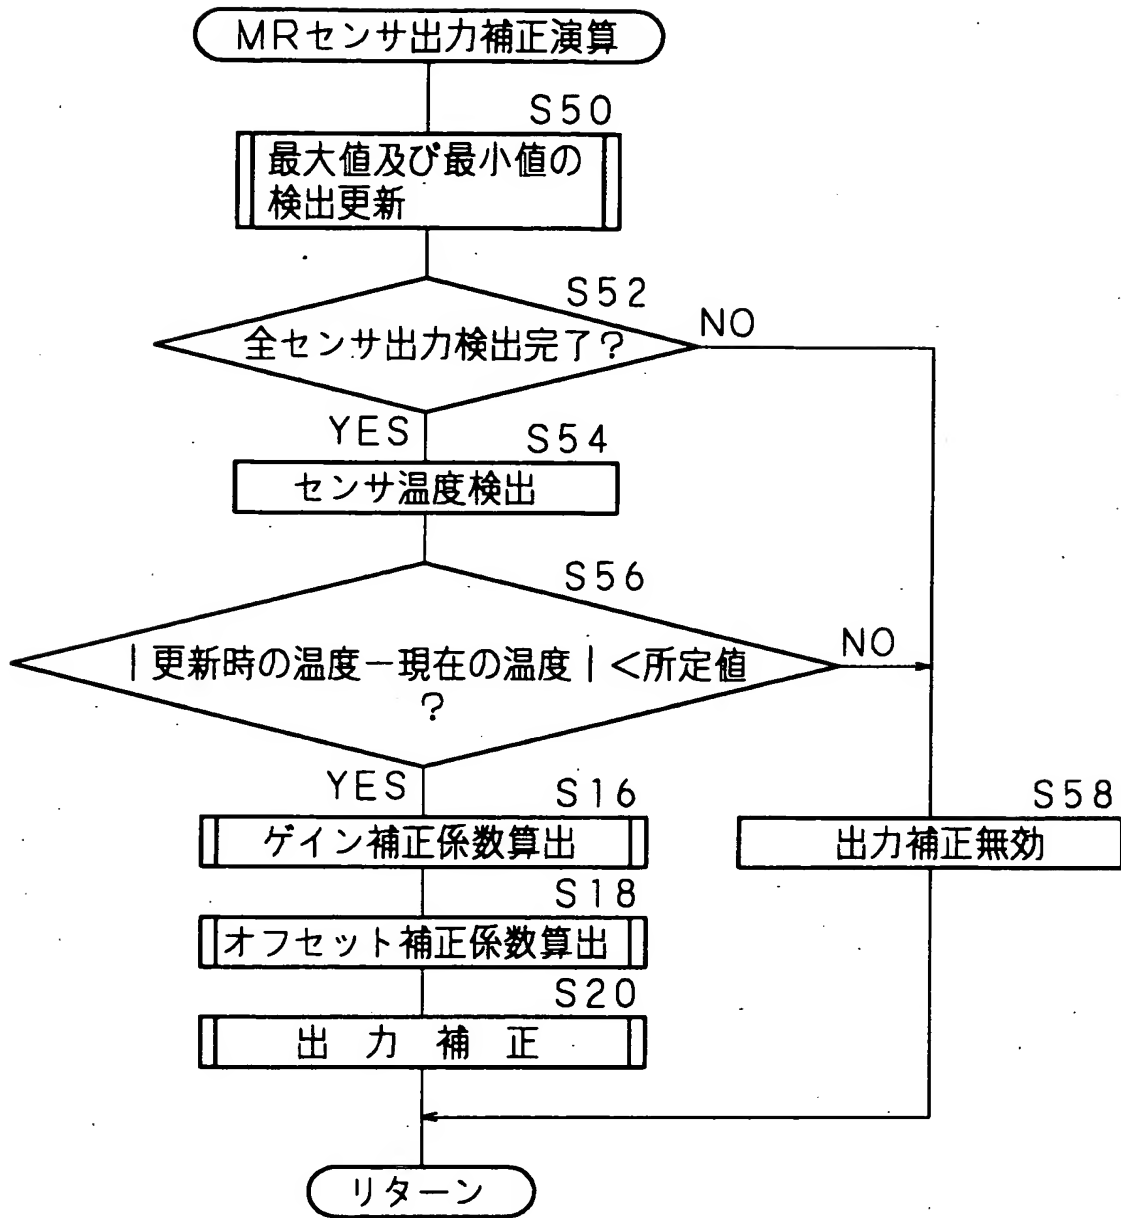 MRセンサ出力補正演算
S50
最大値及び最小値の
検出更新
S52
全センサ出力検出完了?
NO
YES
S54
センサ温度検出
S56
|更新時の温度-現在の温度|<所定値
?
NO
YES
S16
ゲイン補正係数算出
S58
出力補正無効
S18
オフセット補正係数算出
S20
出力補正
リターン